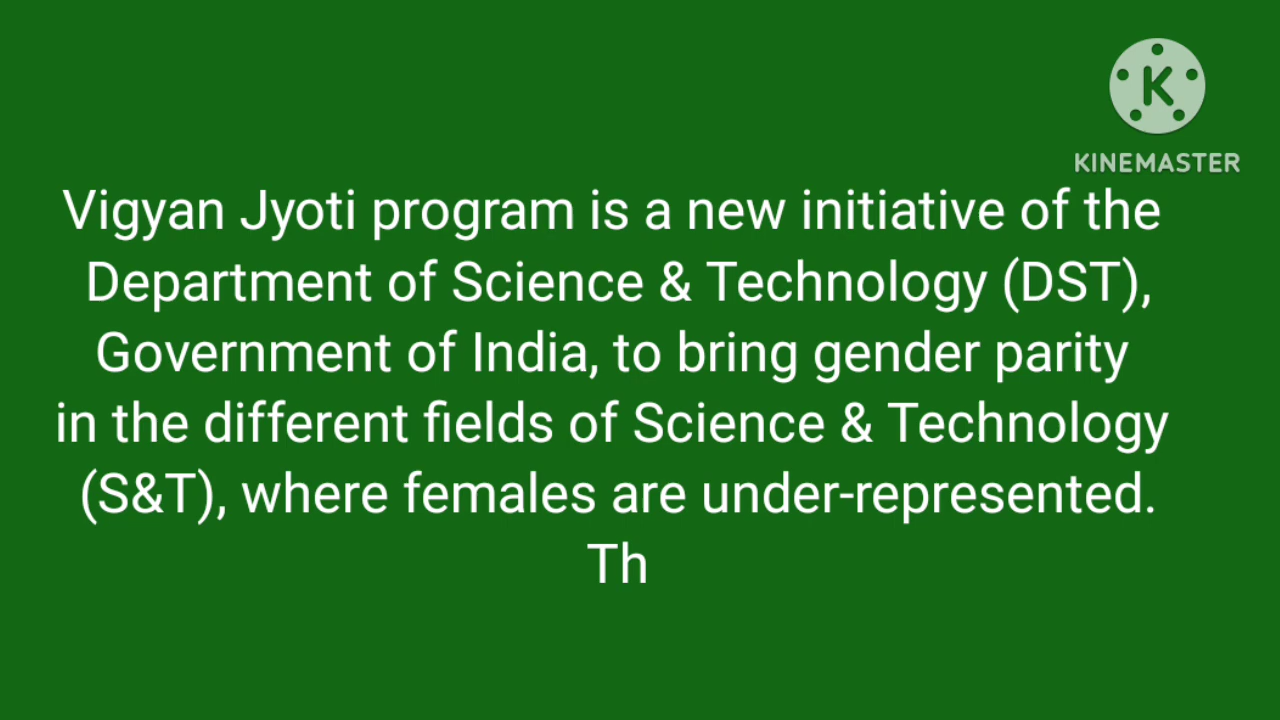 K
KINEMASTER
Vigyan Jyoti program is a new initiative of the
Department of Science & Technology (DST),
Government of India, to bring gender parity
in the different fields of Science & Technology
(S&T), where females are under-represented.
Th